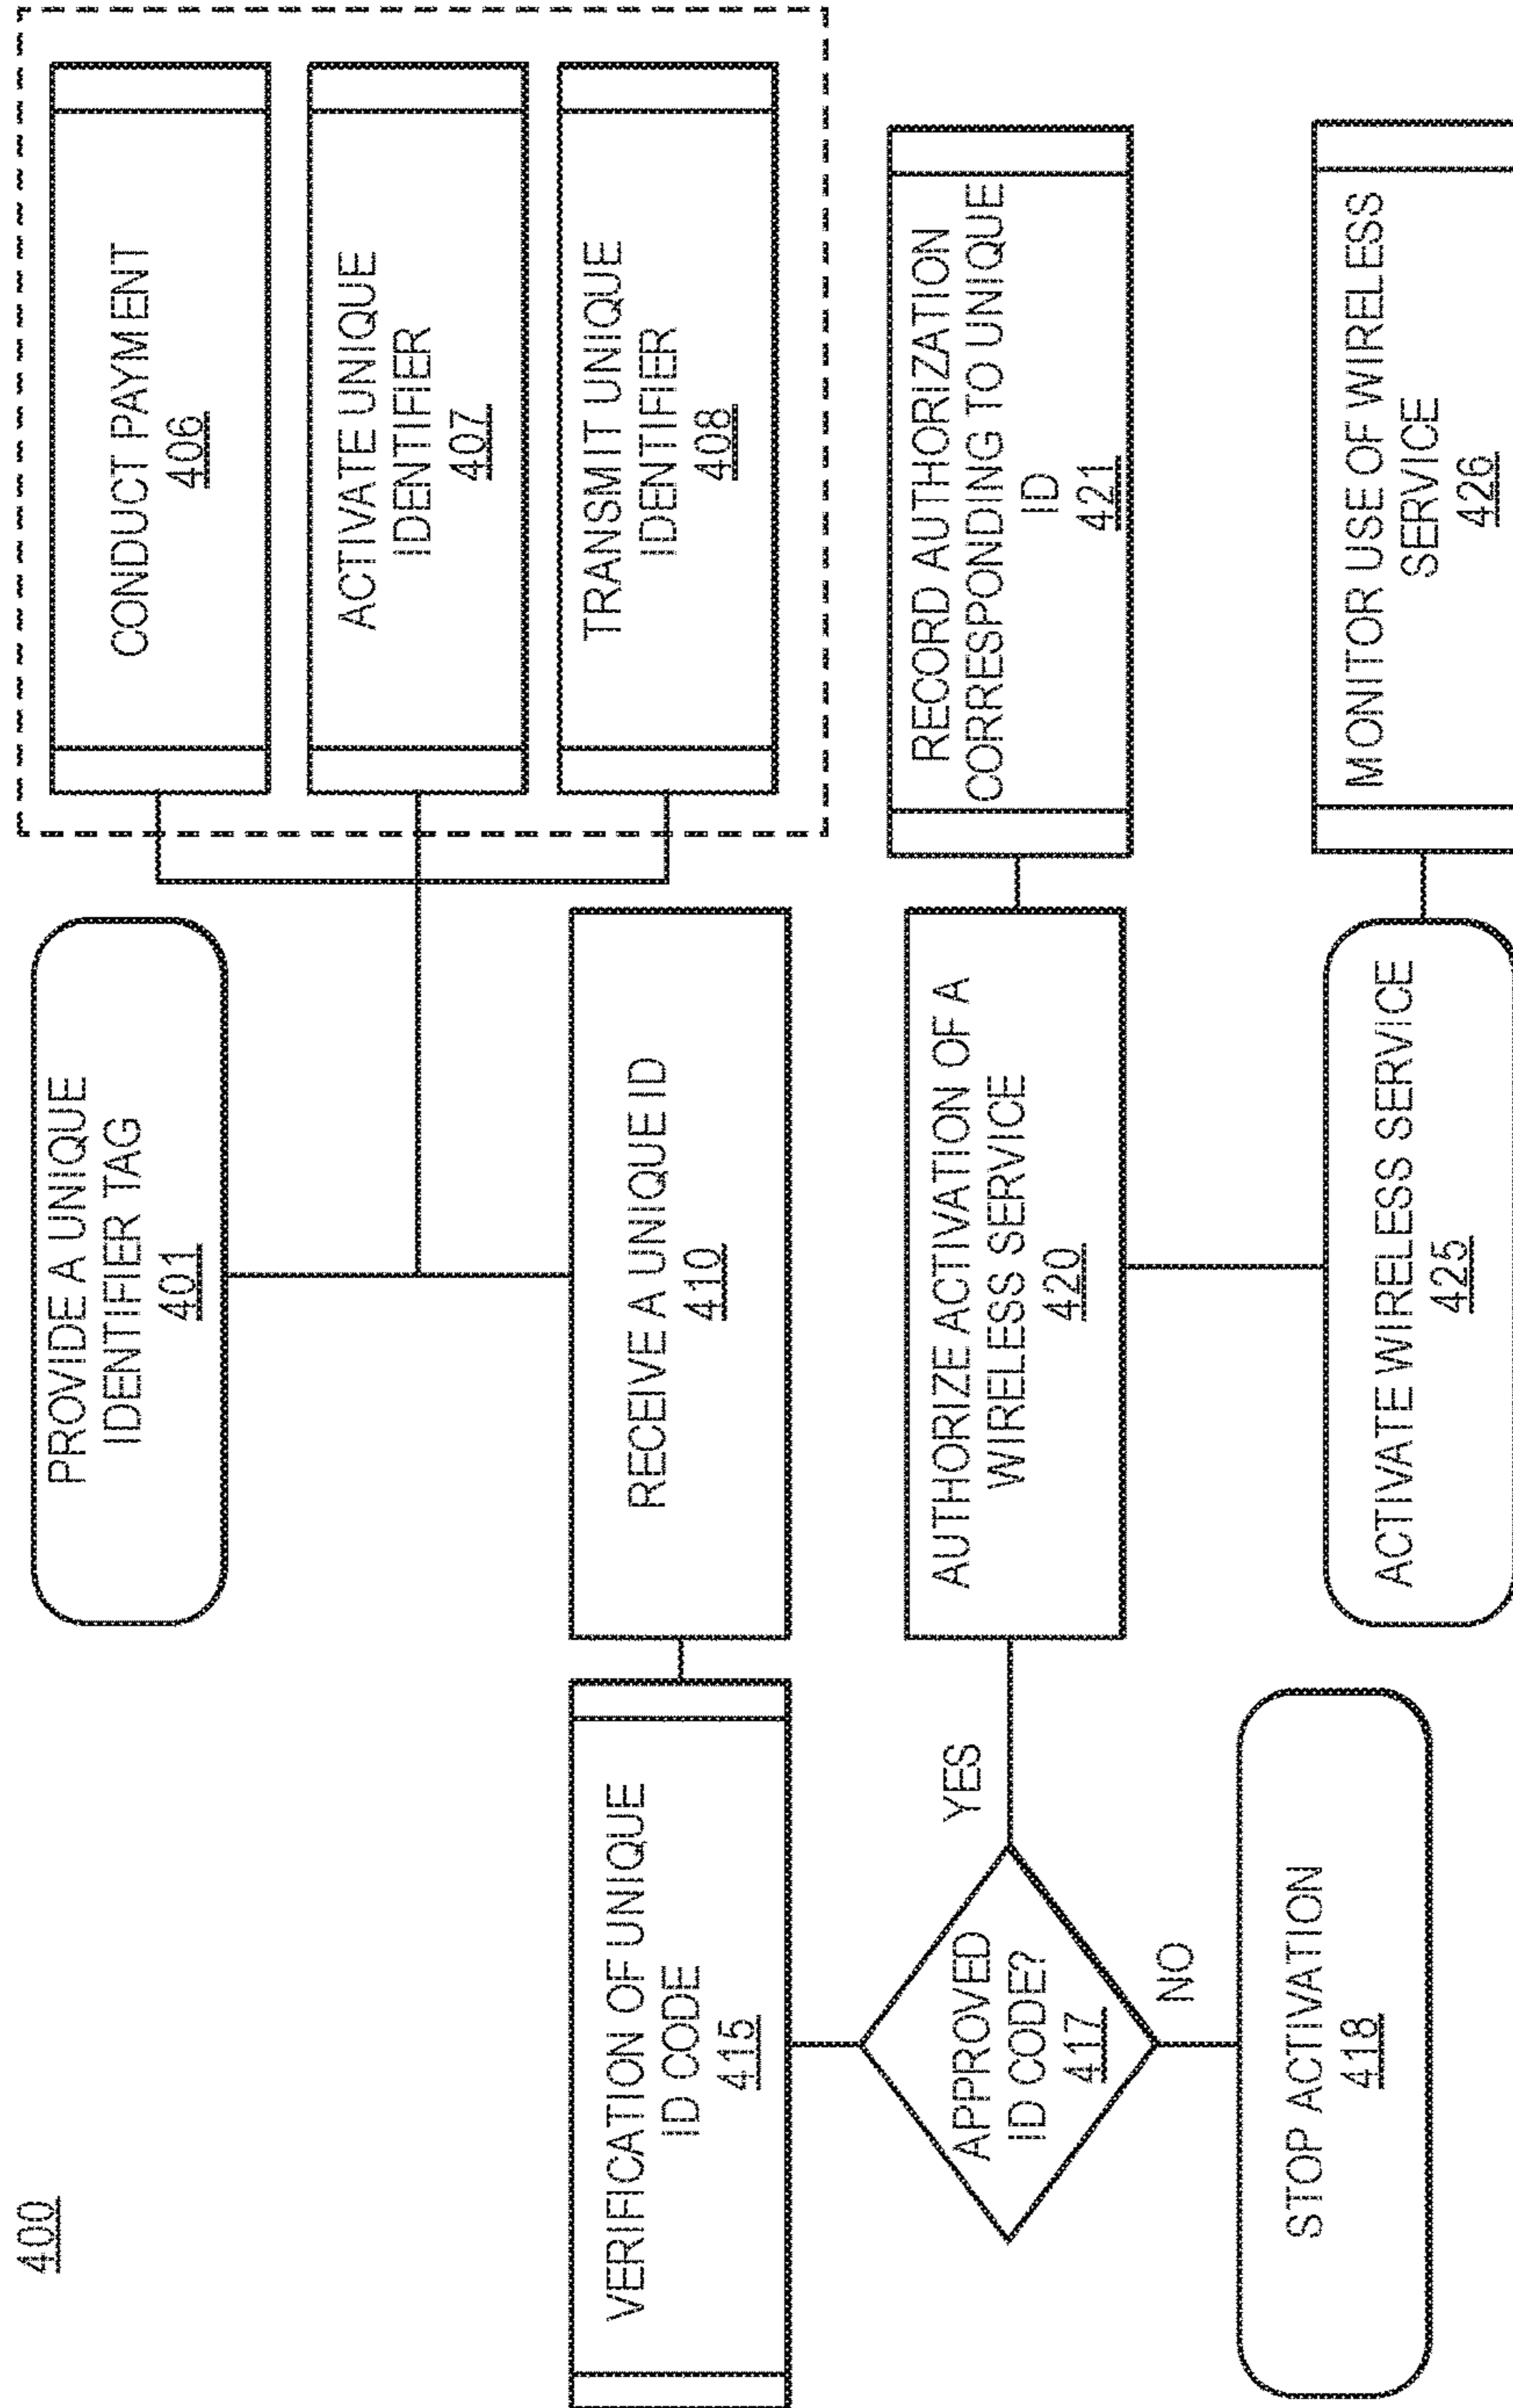 400
PROVIDE A UNIQUE
IDENTIFIER TAG
401
CONDUCT PAYMENT
406
ACTIVATE UNIQUE
IDENTIFIER
407
TRANSMIT UNIQUE
IDENTIFIER
408
RECEIVE A UNIQUE ID
410
VERIFICATION OF UNIQUE
ID CODE
415
APPROVED
ID CODE?
417
YES
NO
STOP ACTIVATION
418
AUTHORIZE ACTIVATION OF A
WIRELESS SERVICE
420
RECORD AUTHORIZATION
CORRESPONDING TO UNIQUE
ID
421
ACTIVATE WIRELESS SERVICE
425
MONITOR USE OF WIRELESS
SERVICE
426